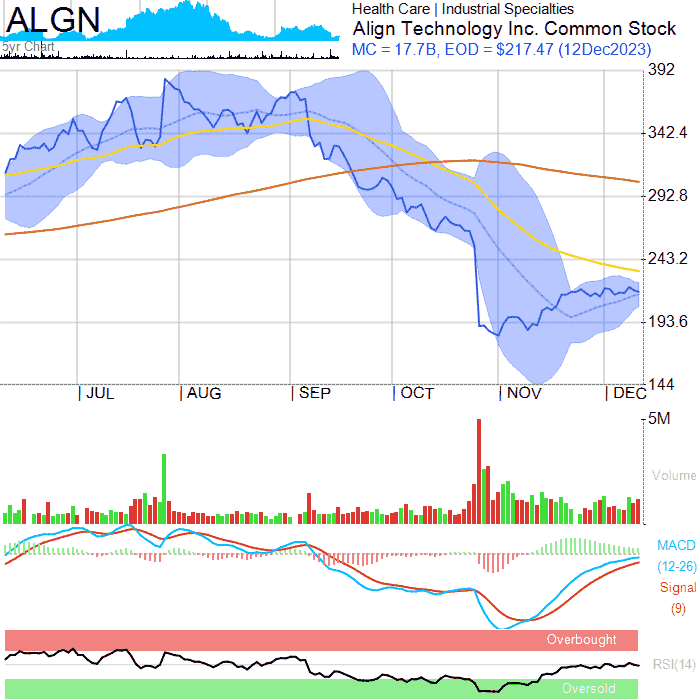 ALGN
5yr Chart
Health Care | Industrial Specialties
Align Technology Inc. Common Stock
MC = 17.7B, EOD = $217.47 (12Dec2023)
392
342.4
292.8
243.2
193.6
144
| JUL | AUG | SEP | OCT | NOV | DEC
5M
Volume
MACD
(12-26)
Signal
(9)
Overbought
RSI(14)
Oversold